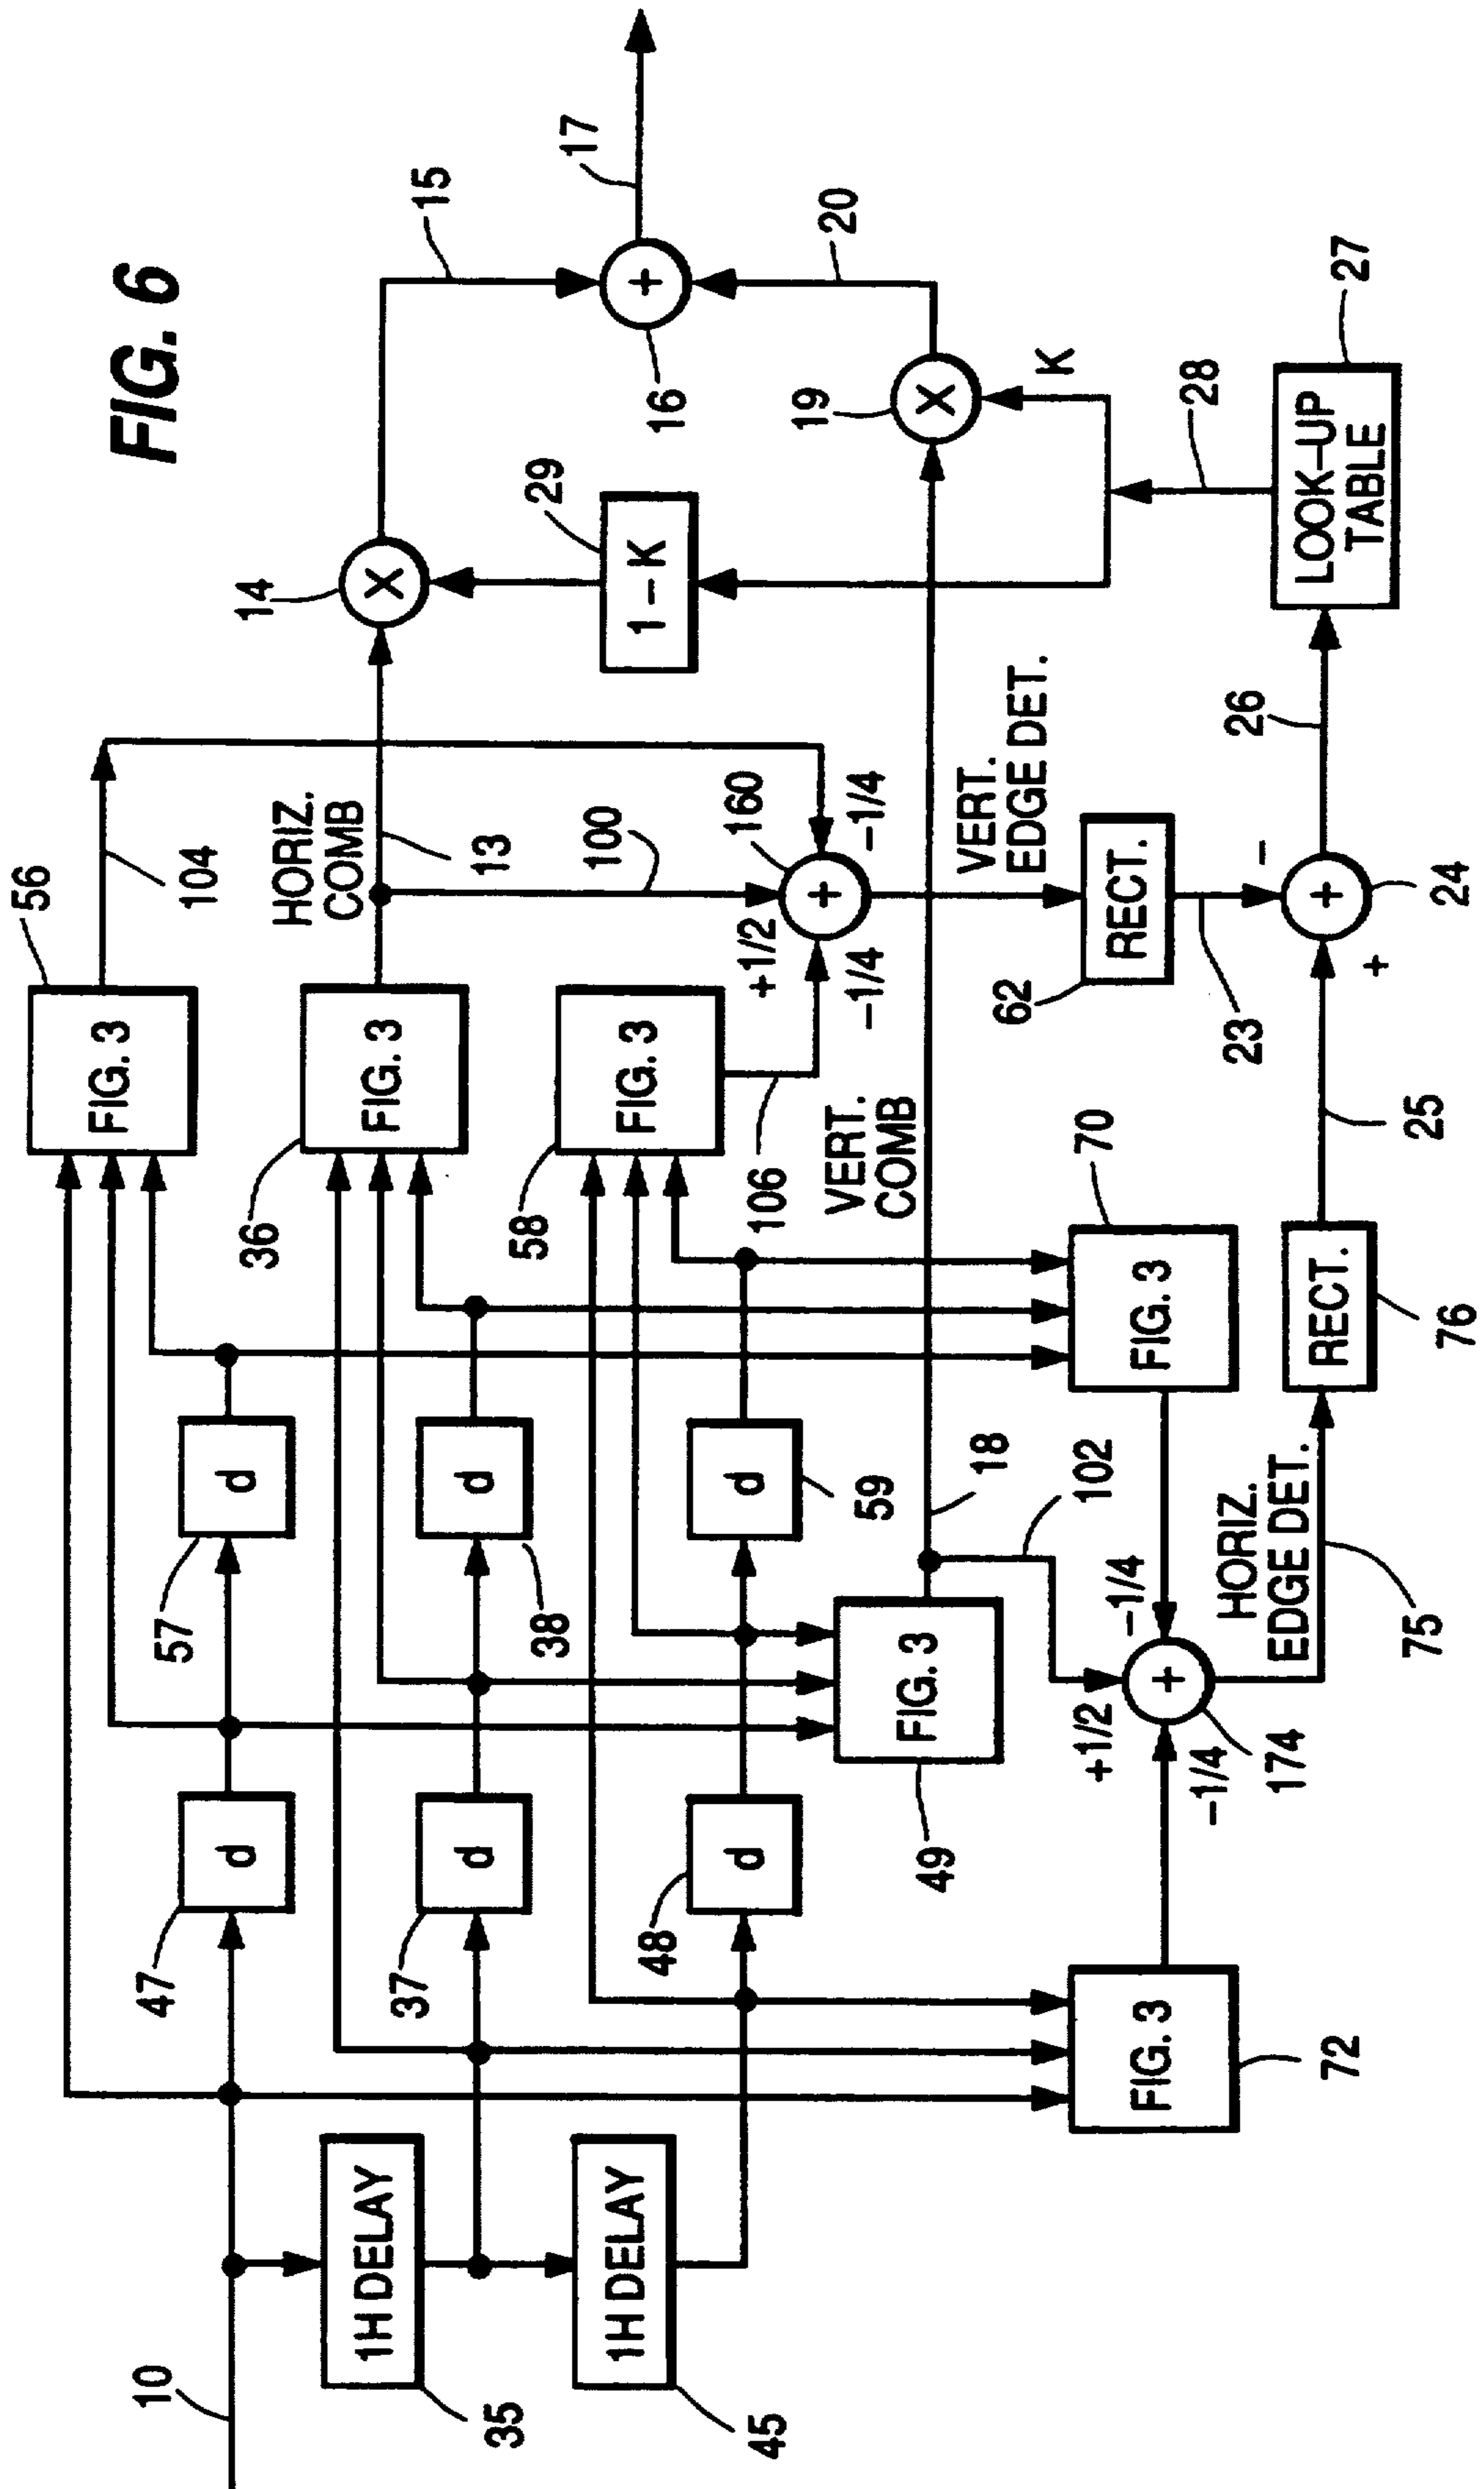 FIG. 6
10
35
1H DELAY
45
1H DELAY
47
d
57
d
37
d
38
d
48
d
59
d
56
FIG. 3
104
36
FIG. 3
HORIZ.
COMB
13
100
58
FIG. 3
106
+1/2
-1/4
160
-1/4
14
X
15
29
1-K
16
+
17
19
X
20
K
28
LOOK-UP
TABLE
27
VERT.
COMB
18
102
49
FIG. 3
72
FIG. 3
70
FIG. 3
+1/2
-1/4
-1/4
+
174
HORIZ.
EDGE DET.
75
RECT.
76
25
VERT.
EDGE DET.
62
RECT.
23
-
+
+
24
26
+